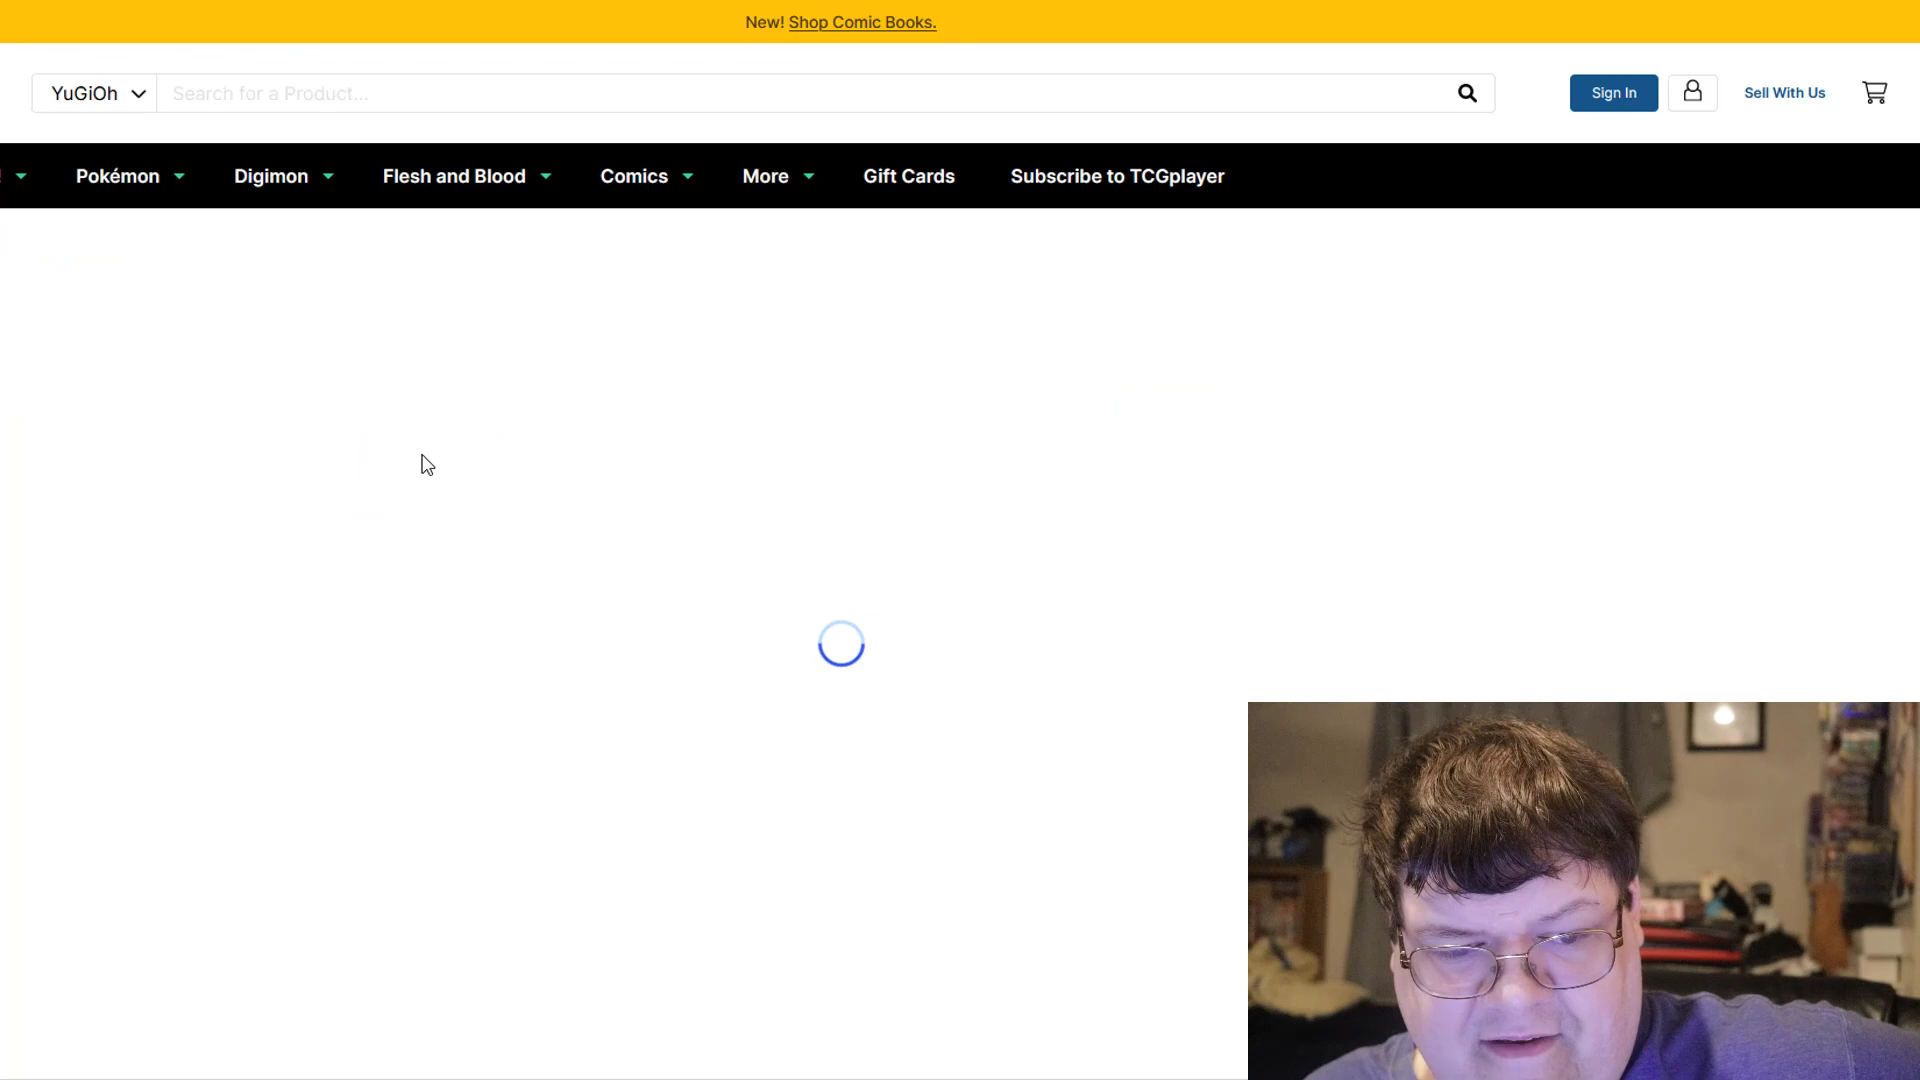 New! Shop Comic Books.
YuGiOh
Search for a Product...
Sign In
Sell With Us
Pokémon
Digimon
Flesh and Blood
Comics
More
Gift Cards
Subscribe to TCGplayer